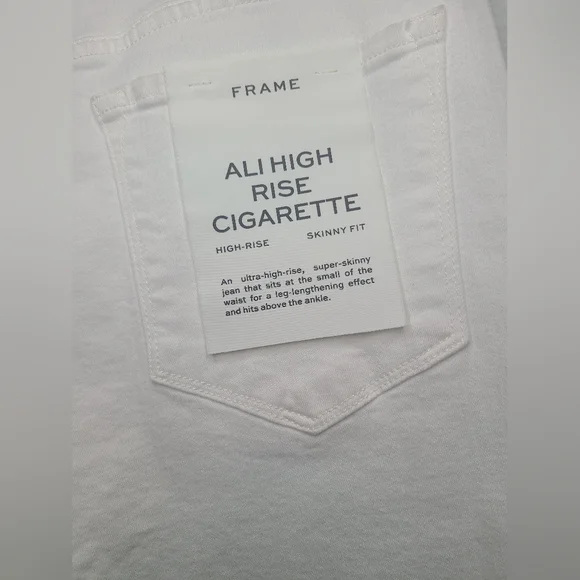 FRAME
ALI HIGH
RISE
CIGARETTE
HIGH-RISE SKINNY FIT
An ultra-high-rise, super-skinny
jean that sits at the small of the
waist for a leg-lengthening effect
and hits above the ankle.